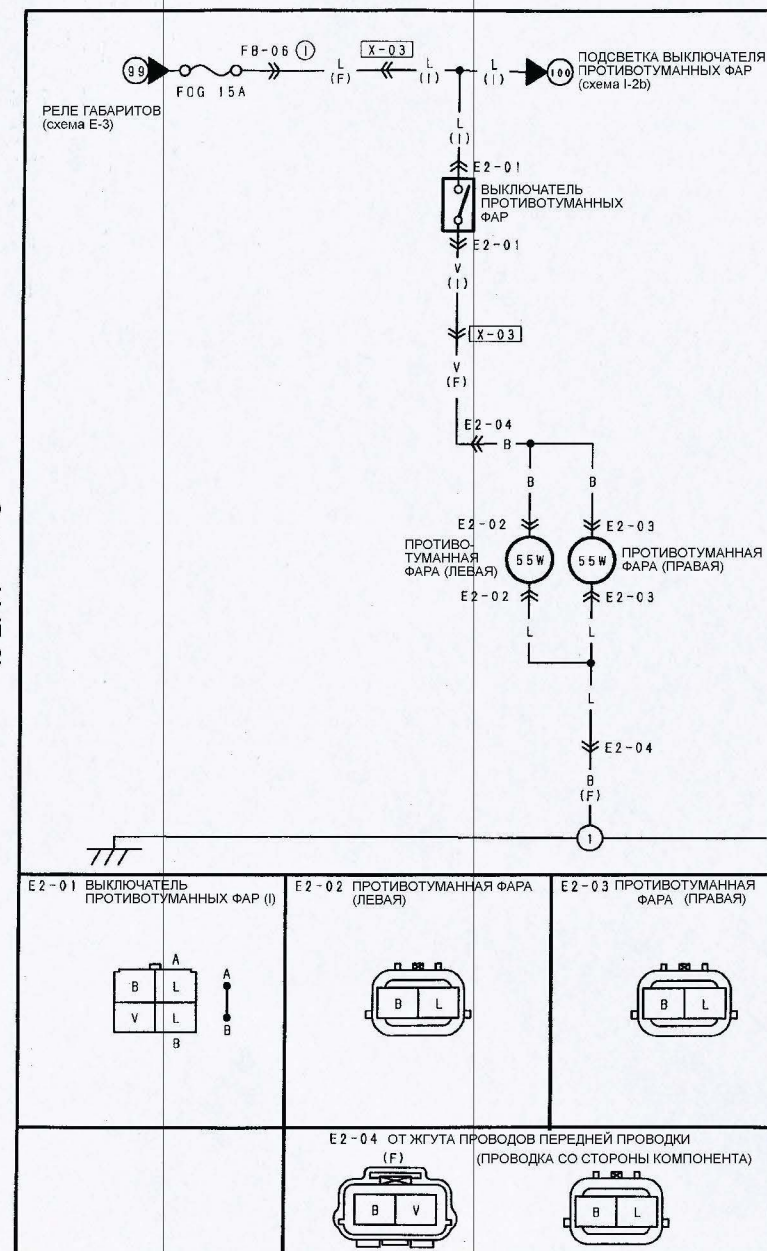 FB-06 ①
X-03
ПОДСВЕТКА ВЫКЛЮЧАТЕЛЯ
ПРОТИВОТУМАННЫХ ФАР
(схема I-2b)
99
L
(F)
L
(I)
L
(I)
100
FOG 15A
РЕЛЕ ГАБАРИТОВ
(схема E-3)
L
(I)
E2-01
ВЫКЛЮЧАТЕЛЬ
ПРОТИВОТУМАННЫХ
ФАР
E2-01
V
(I)
X-03
V
(F)
E2-04
B
B
B
E2-02
E2-03
ПРОТИВО-
ТУМАННАЯ
ФАРА (ЛЕВАЯ)
55W
55W
ПРОТИВОТУМАННАЯ
ФАРА (ПРАВАЯ)
E2-02
E2-03
L
L
L
E2-04
B
(F)
1
E2-01 ВЫКЛЮЧАТЕЛЬ
ПРОТИВОТУМАННЫХ ФАР (I)
A
B L
V L
B
A
B
E2-02 ПРОТИВОТУМАННАЯ ФАРА
(ЛЕВАЯ)
B L
E2-03 ПРОТИВОТУМАННАЯ
ФАРА (ПРАВАЯ)
B L
E2-04 ОТ ЖГУТА ПРОВОДОВ ПЕРЕДНЕЙ ПРОВОДКИ
(F)
(ПРОВОДКА СО СТОРОНЫ КОМПОНЕНТА)
B V
B L